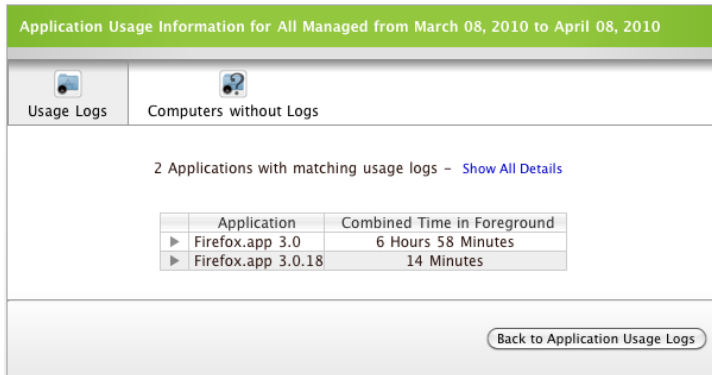 Application Usage Information for All Managed from March 08, 2010 to April 08, 2010
Usage Logs
Computers without Logs
2 Applications with matching usage logs – Show All Details
Application Combined Time in Foreground
Firefox.app 3.0 6 Hours 58 Minutes
Firefox.app 3.0.18 14 Minutes
Back to Application Usage Logs